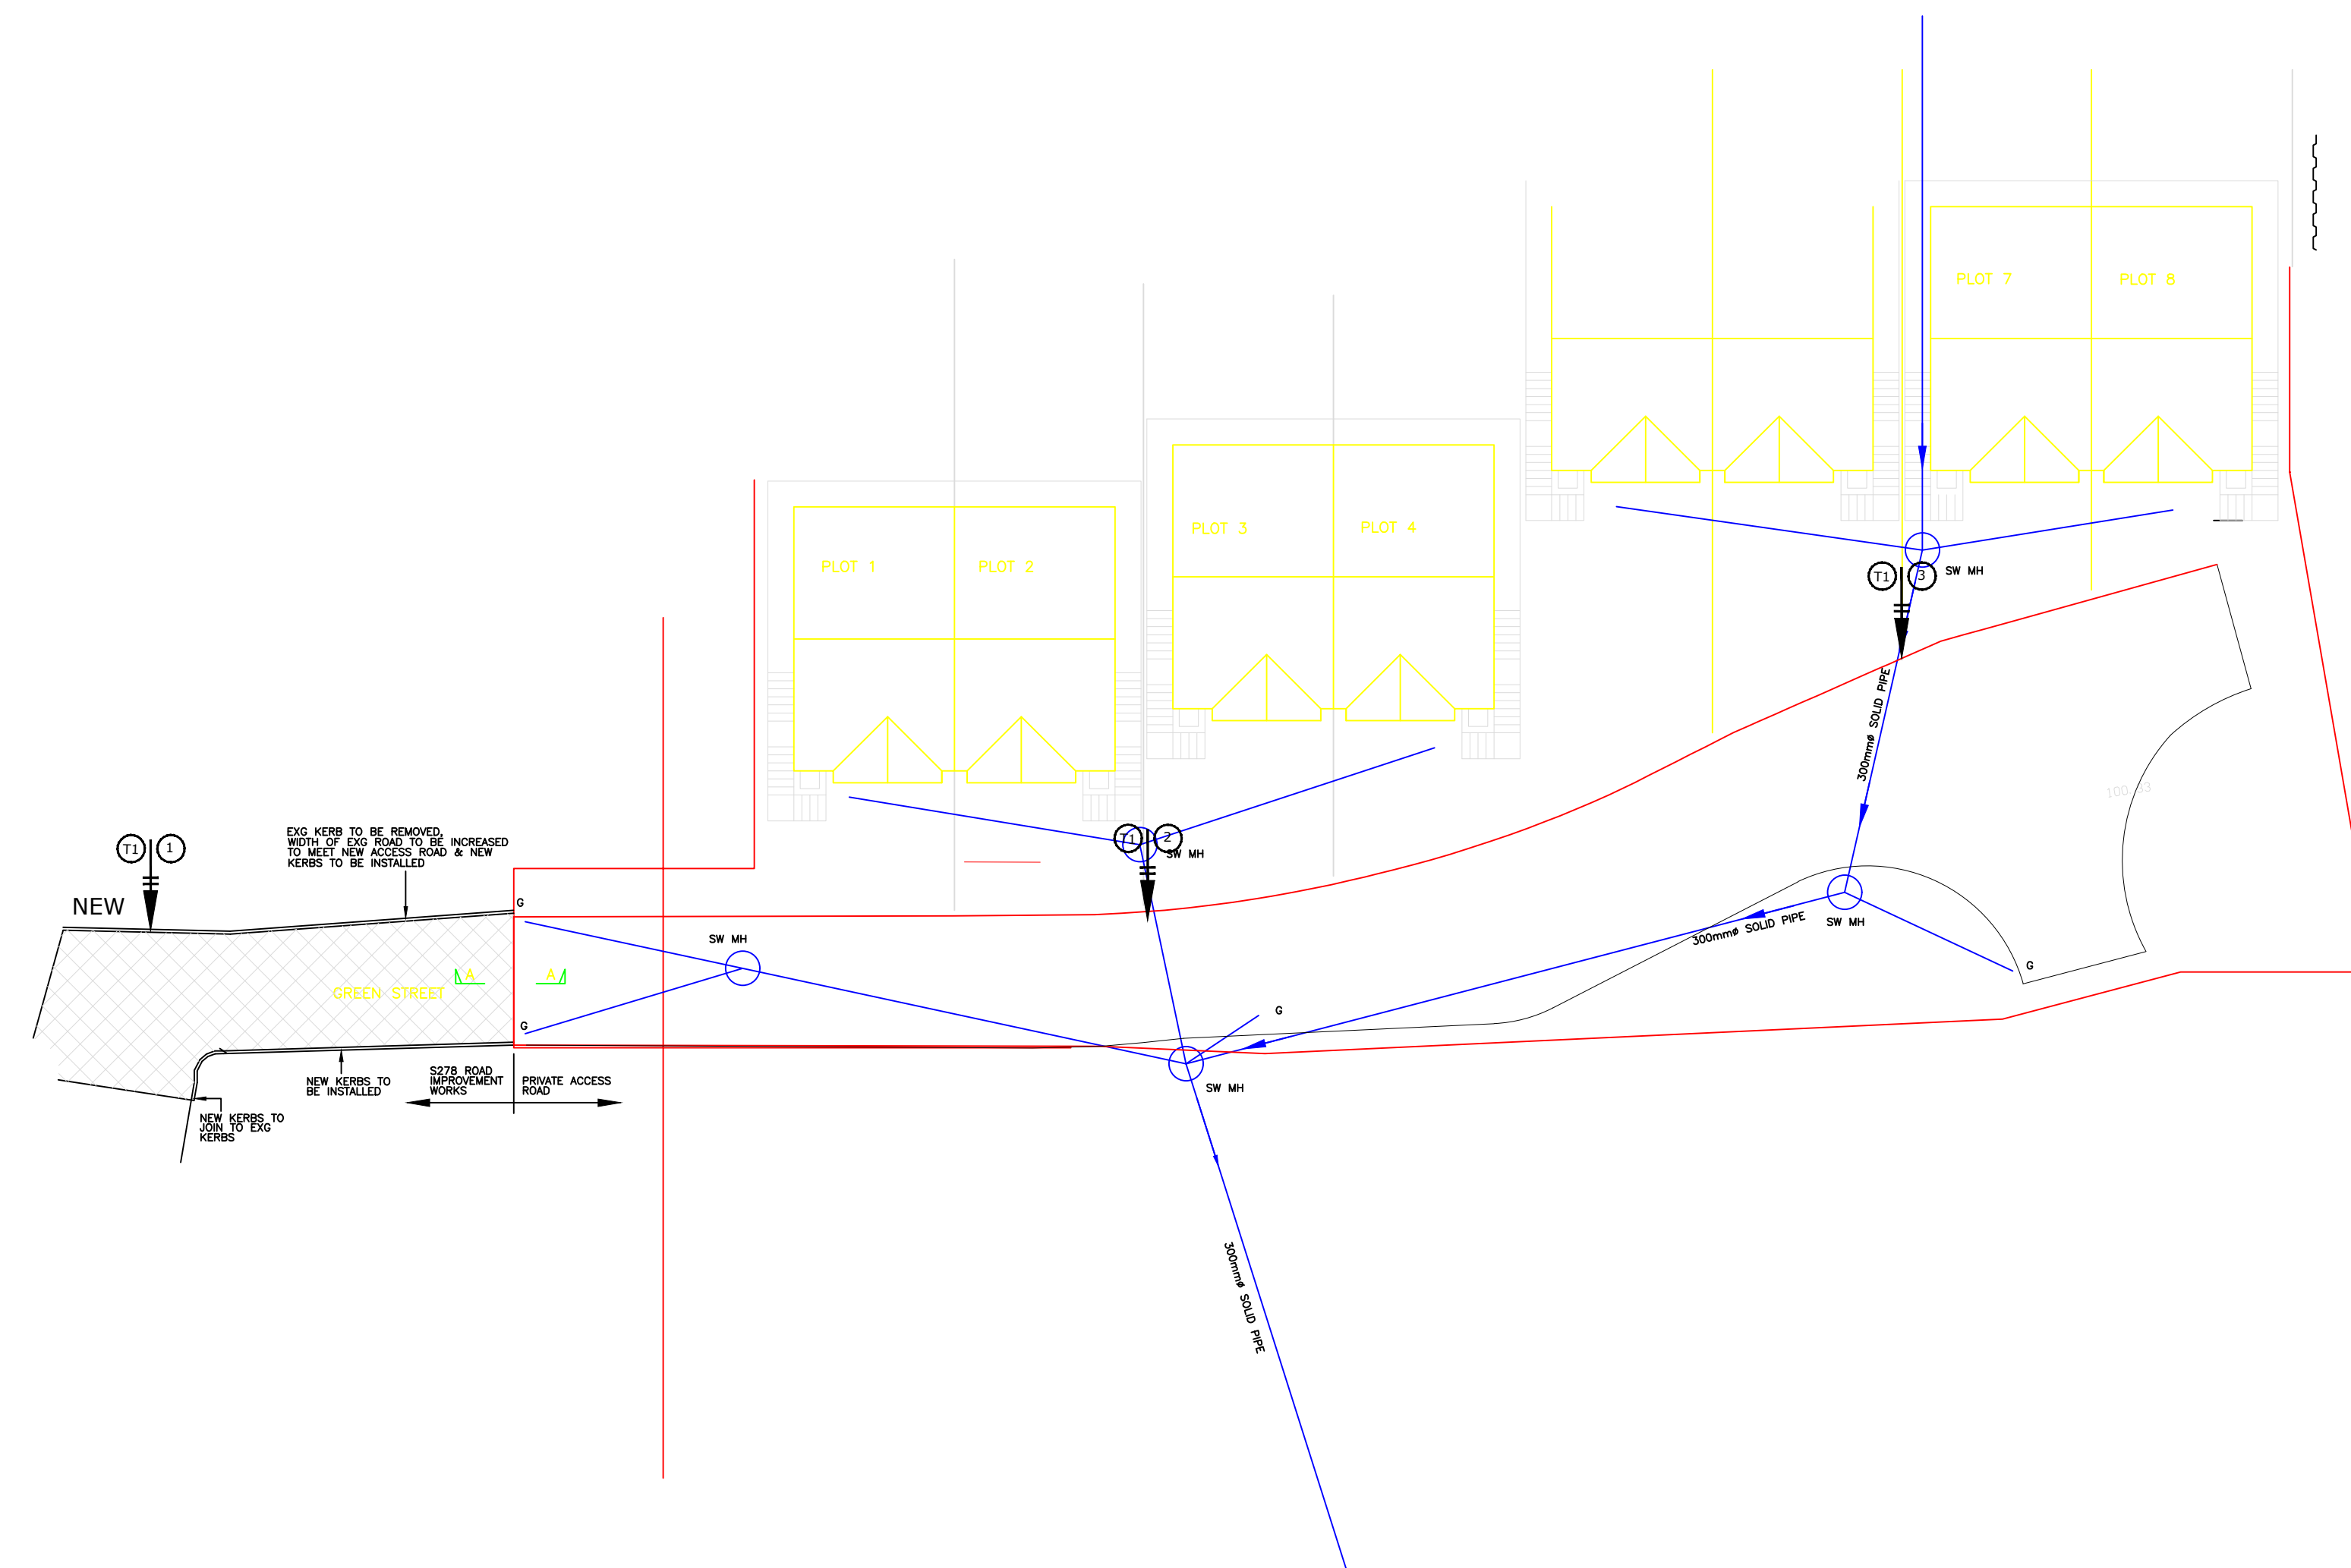 PLOT 7
PLOT 8
PLOT 3
PLOT 4
PLOT 1
PLOT 2
T1
3
SW MH
300mmø SOLID PIPE
T1
1
EXG KERB TO BE REMOVED,
WIDTH OF EXG ROAD TO BE INCREASED
TO MEET NEW ACCESS ROAD & NEW
KERBS TO BE INSTALLED
T1
2
SW MH
NEW
G
SW MH
300mmø SOLID PIPE
SW MH
G
A
A
GREEN STREET
G
G
S278 ROAD
IMPROVEMENT
WORKS
PRIVATE ACCESS
ROAD
NEW KERBS TO
BE INSTALLED
SW MH
NEW KERBS TO
JOIN TO EXG
KERBS
300mmø SOLID PIPE